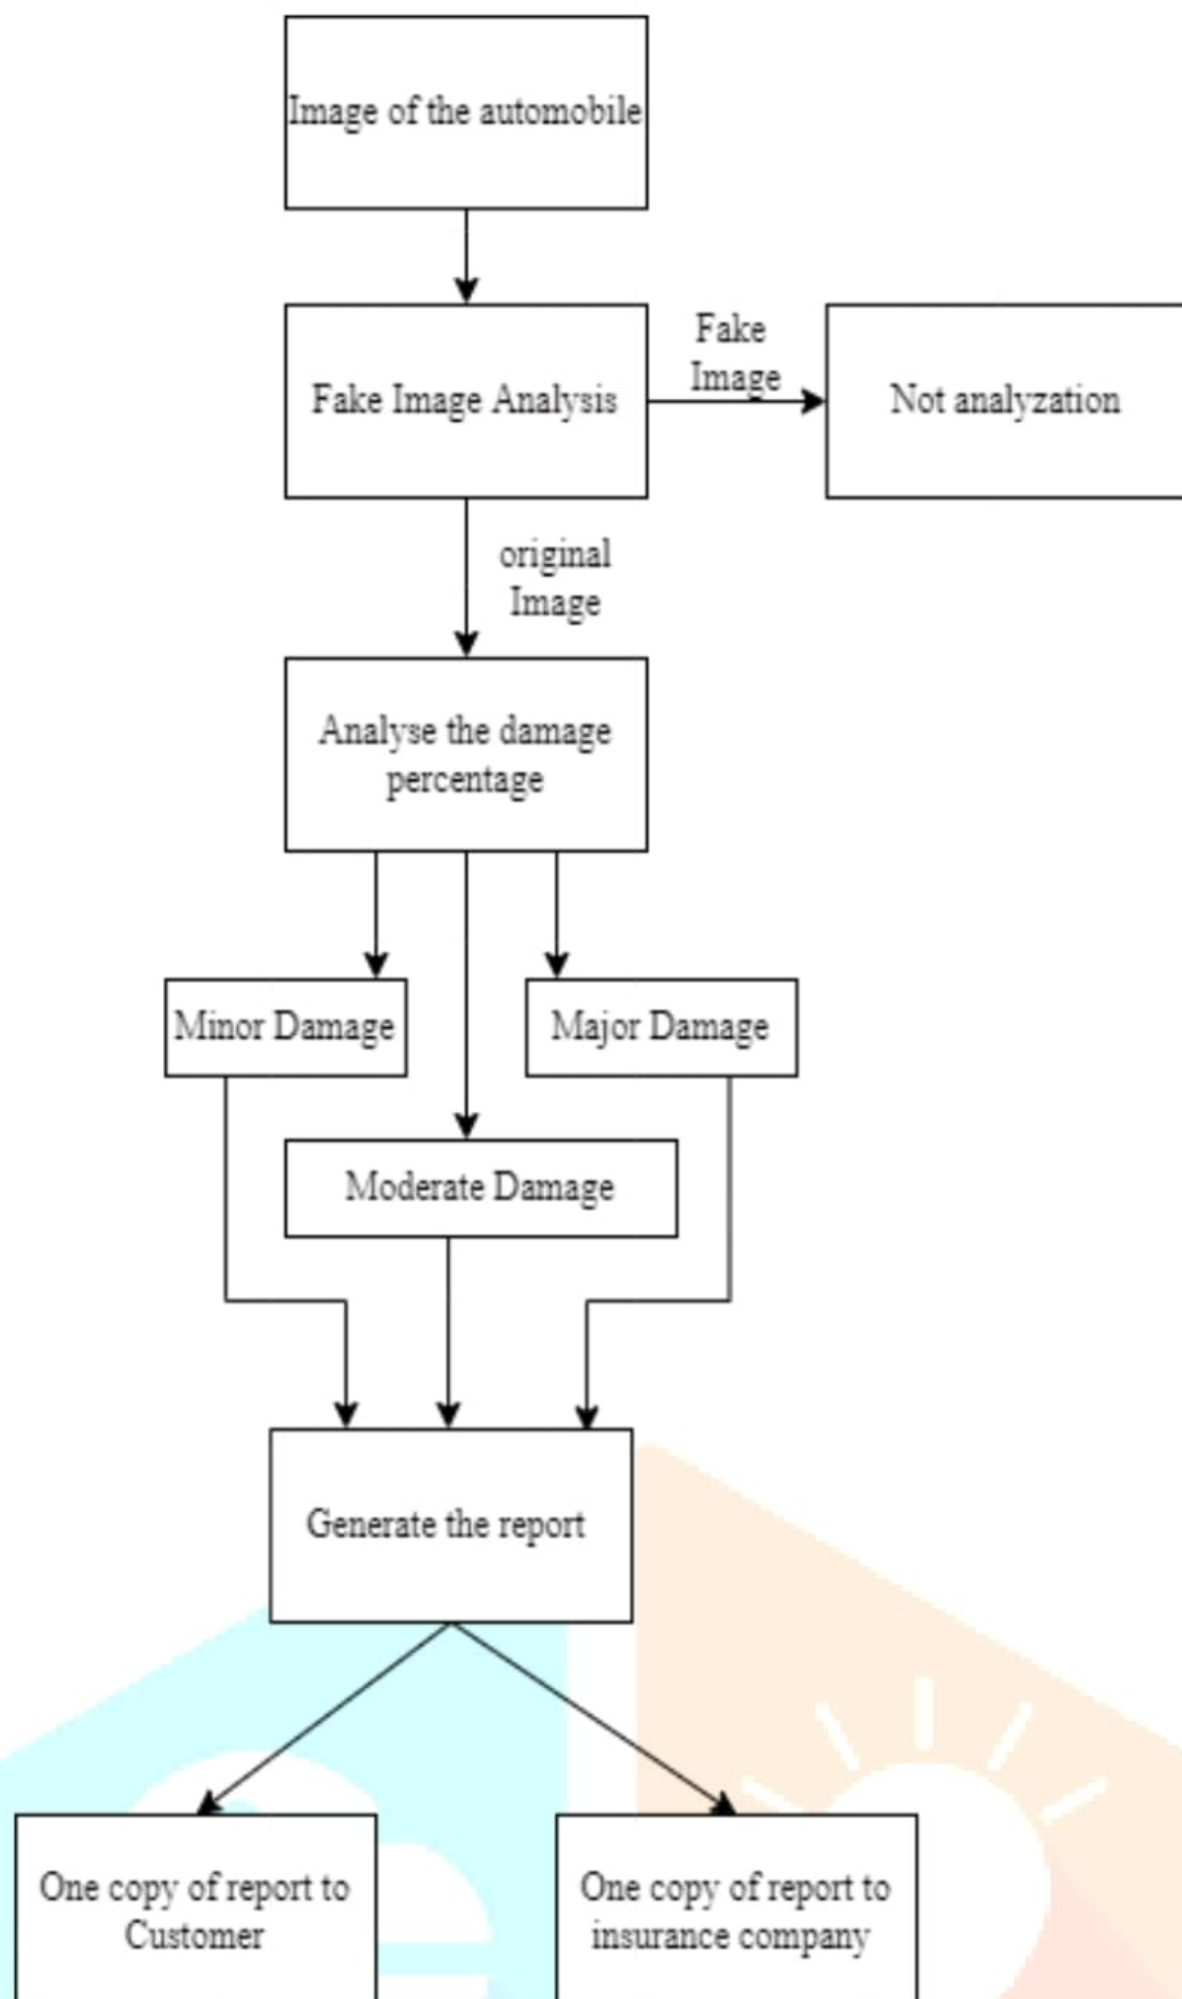 Image of the automobile
Fake
Image
Fake Image Analysis
Not analyzation
original
Image
Analyse the damage
percentage
Minor Damage
Major Damage
Moderate Damage
Generate the report
One copy of report to
Customer
One copy of report to
insurance company